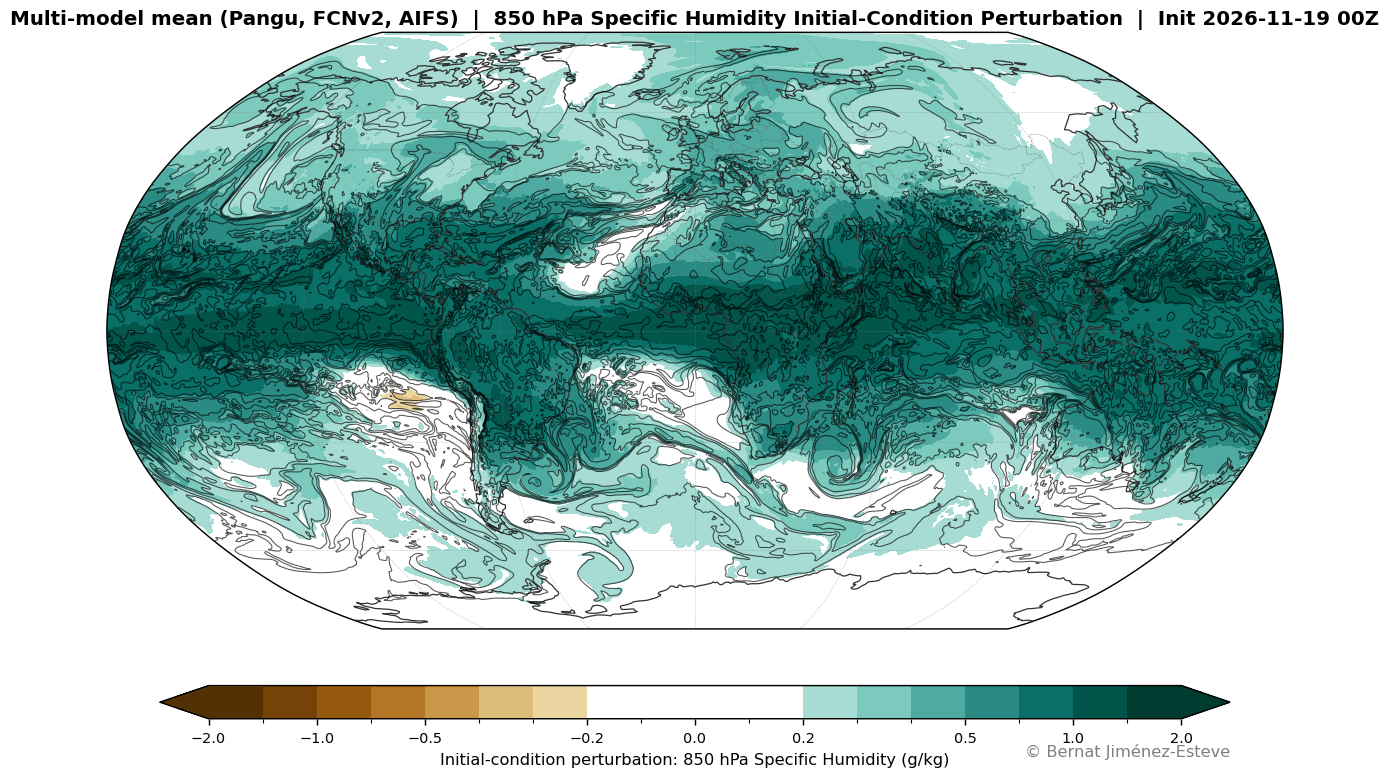 Multi-model mean (Pangu, FCNv2, AIFS)  |  850 hPa Specific Humidity Initial-Condition Perturbation  |  Init 2026-11-19 00Z
−2.0 −1.0 −0.5 −0.2 0.0 0.2 0.5 1.0 2.0
Initial-condition perturbation: 850 hPa Specific Humidity (g/kg)
© Bernat Jiménez-Esteve